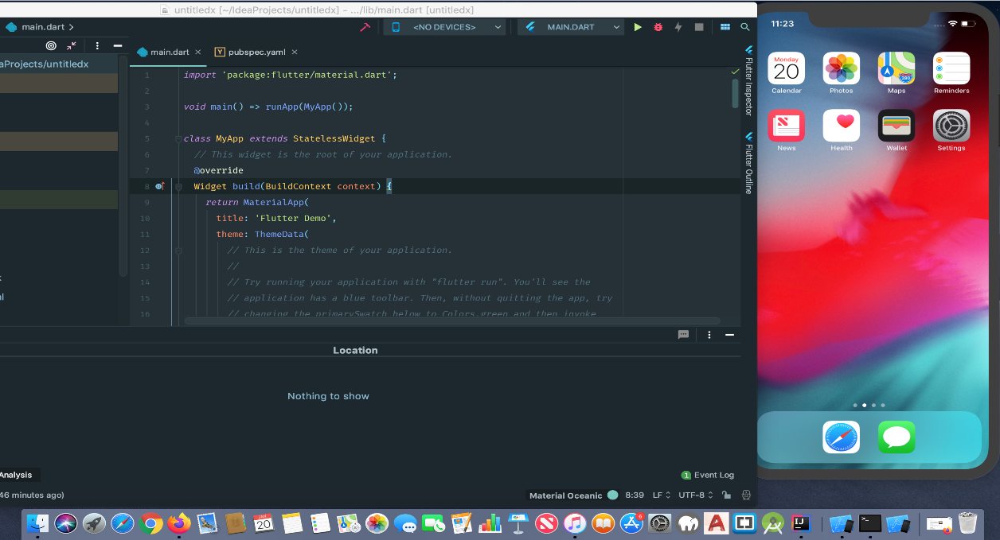 untitledx [~/IdeaProjects/untitledx] - .../lib/main.dart [untitledx]
main.dart
<NO DEVICES>
MAIN.DART
aProjects/untitledx
main.dart
pubspec.yaml
1 import 'package:flutter/material.dart';
2
3 void main() => runApp(MyApp());
4
5 class MyApp extends StatelessWidget {
6 // This widget is the root of your application.
7 @override
8 Widget build(BuildContext context) {
9 return MaterialApp(
10 title: 'Flutter Demo',
11 theme: ThemeData(
12 // This is the theme of your application.
13 //
14 // Try running your application with "flutter run". You'll see the
15 // application has a blue toolbar. Then, without quitting the app, try
16 // changing the primarySwatch below to Colors.green and then invoke
Flutter Inspector
Flutter Outline
Location
Nothing to show
Analysis
1 Event Log
46 minutes ago)
Material Oceanic
8:39
LF
UTF-8
11:23
Monday
20
Calendar
Photos
280
Maps
Reminders
News
Health
Wallet
Settings
JAN
20
6
IJ